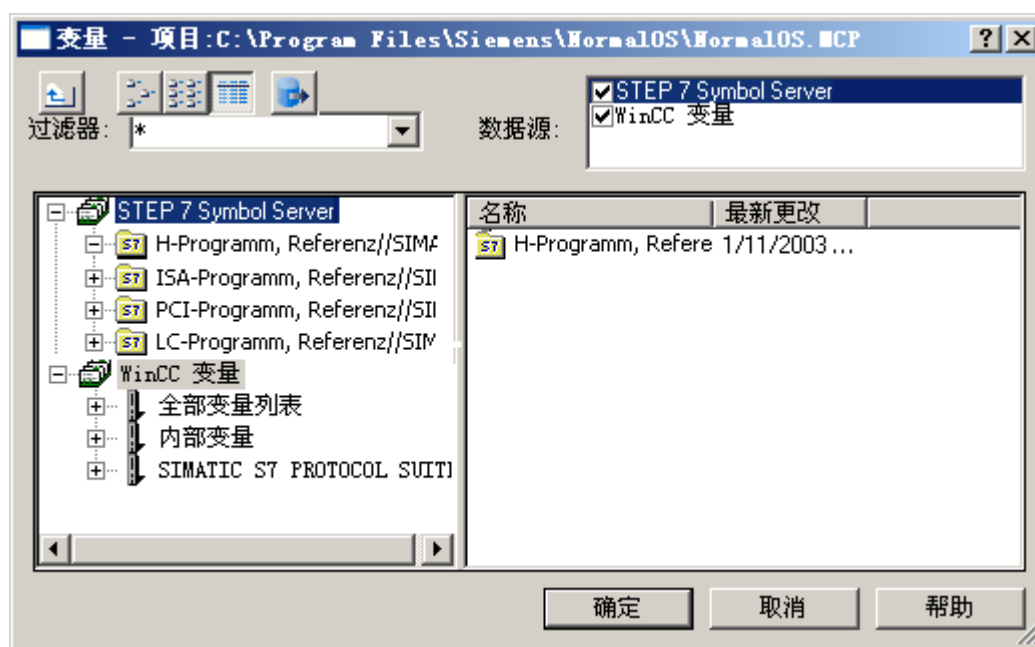 变量 - 项目:C:\Program Files\Siemens\NormalOS\NormalOS.MCP
过滤器: *
数据源:
STEP 7 Symbol Server
WinCC 变量
STEP 7 Symbol Server
H-Programm, Referenz//SIMA
ISA-Programm, Referenz//SII
PCI-Programm, Referenz//SII
LC-Programm, Referenz//SIM
WinCC 变量
全部变量列表
内部变量
SIMATIC S7 PROTOCOL SUITE
名称 最新更改
H-Programm, Refere 1/11/2003 ...
确定 取消 帮助